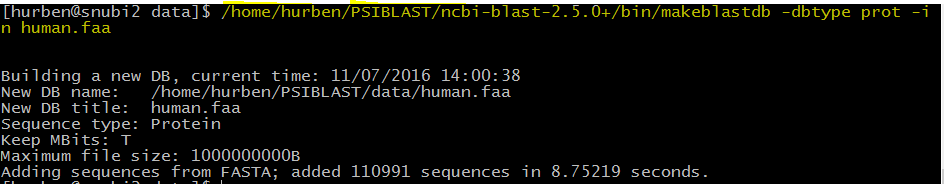 [hurben@snubi2 data]$ /home/hurben/PSIBLAST/ncbi-blast-2.5.0+/bin/makeblastdb -dbtype prot -i
n human.faa
Building a new DB, current time: 11/07/2016 14:00:38
New DB name:   /home/hurben/PSIBLAST/data/human.faa
New DB title:  human.faa
Sequence type: Protein
Keep MBits: T
Maximum file size: 1000000000B
Adding sequences from FASTA; added 110991 sequences in 8.75219 seconds.
[hurben@snubi2 data]$